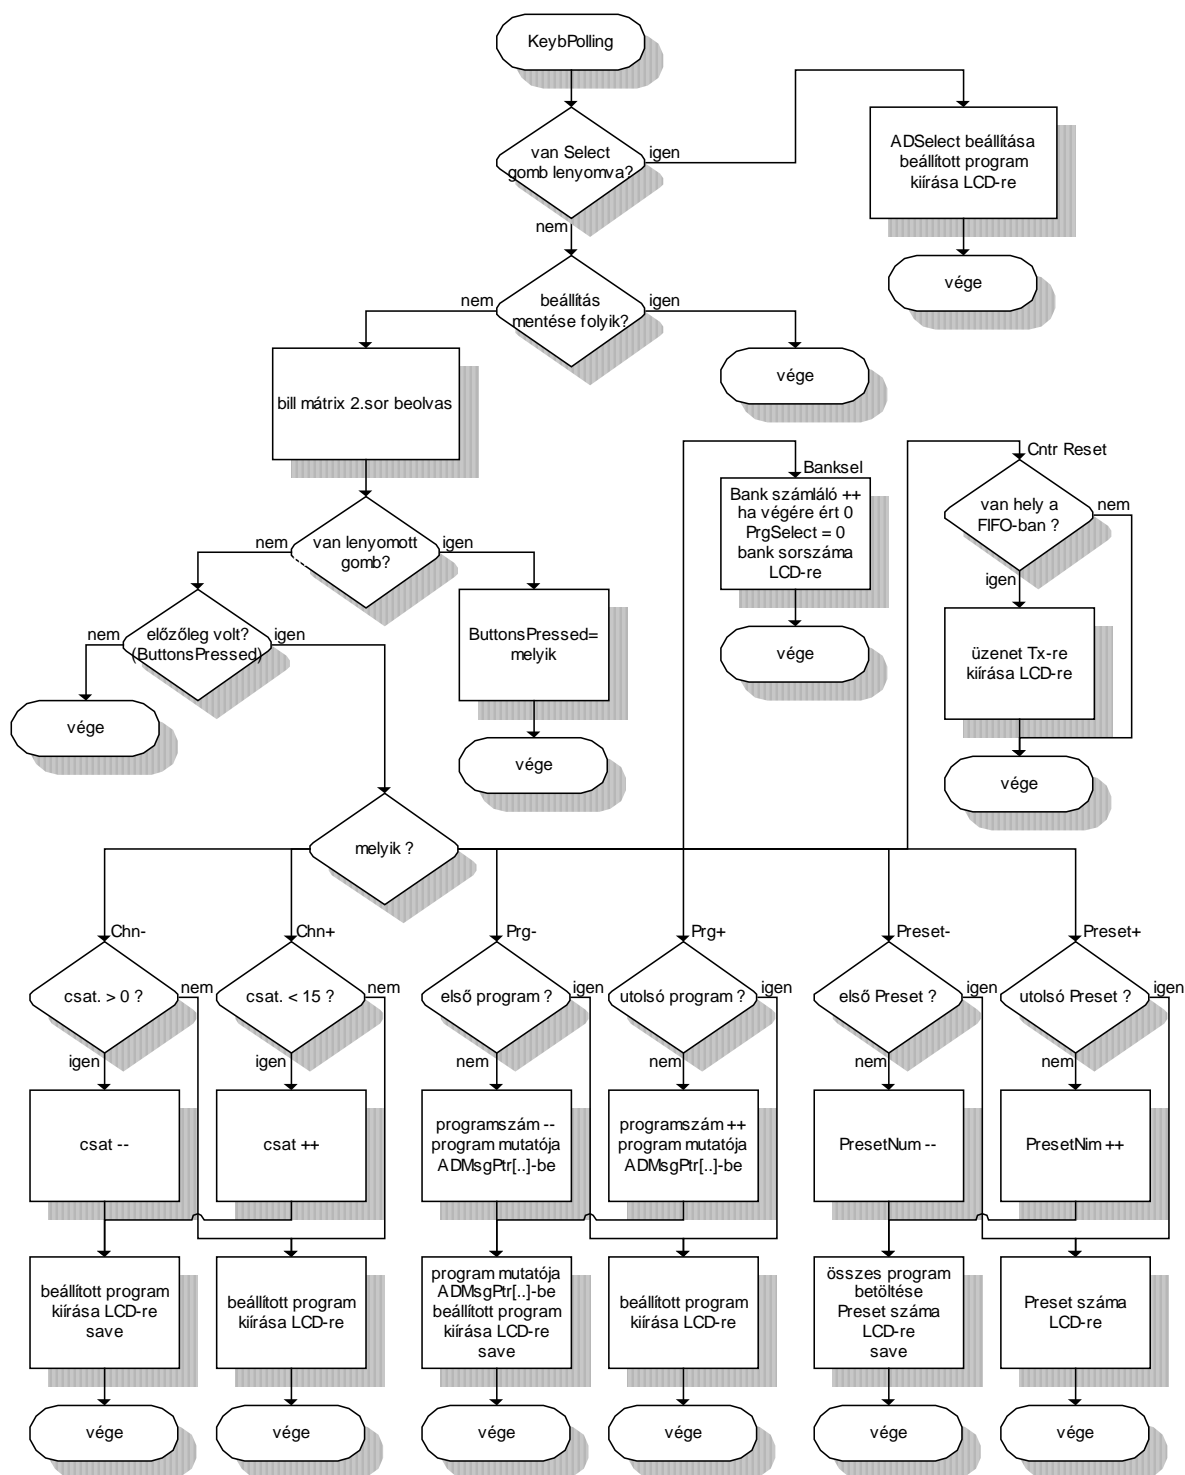 KeybPolling
van Select
gomb lenyomva?
igen
ADSelect beállítása
beállított program
kiírása LCD-re
nem
vége
nem
beállítás
mentése folyik?
igen
vége
bill mátrix 2.sor beolvas
Banksel
Bank számláló ++
ha végére ért 0
PrgSelect = 0
bank sorszáma
LCD-re
Cntr Reset
van hely a
FIFO-ban ?
nem
nem
van lenyomott
gomb?
igen
igen
nem
előzőleg volt?
(ButtonsPressed)
igen
ButtonsPressed=
melyik
vége
üzenet Tx-re
kiírása LCD-re
vége
vége
vége
melyik ?
Chn-
Chn+
Prg-
Prg+
Preset-
Preset+
csat. > 0 ?
nem
csat. < 15 ?
nem
első program ?
igen
utolsó program ?
igen
első Preset ?
igen
utolsó Preset ?
igen
igen
igen
nem
nem
nem
nem
csat --
csat ++
programszám --
program mutatója
ADMsgPtr[..]-be
programszám ++
program mutatója
ADMsgPtr[..]-be
PresetNum --
PresetNim ++
beállított program
kiírása LCD-re
save
beállított program
kiírása LCD-re
program mutatója
ADMsgPtr[..]-be
beállított program
kiírása LCD-re
save
beállított program
kiírása LCD-re
összes program
betöltése
Preset száma
LCD-re
save
Preset száma
LCD-re
vége
vége
vége
vége
vége
vége